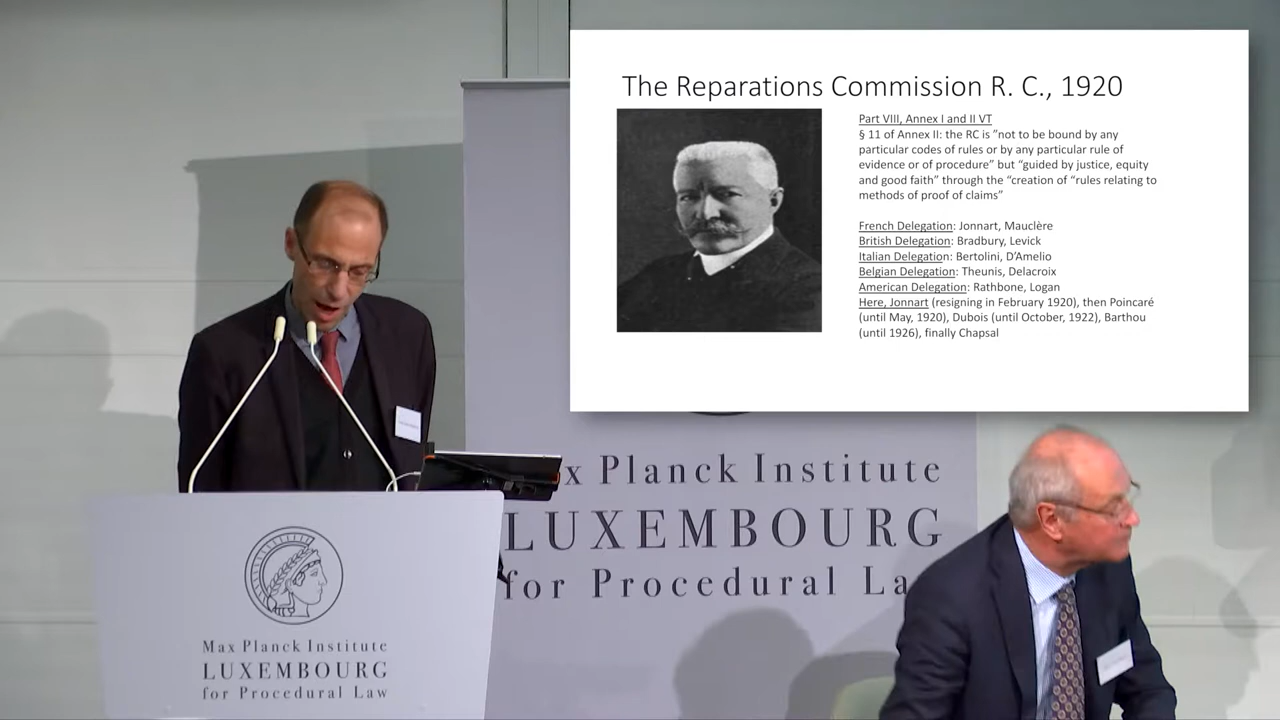 The Reparations Commission R. C., 1920
Part VIII, Annex I and II VT
§ 11 of Annex II: the RC is ”not to be bound by any
particular codes of rules or by any particular rule of
evidence or of procedure” but “guided by justice, equity
and good faith” through the “creation of “rules relating to
methods of proof of claims”
French Delegation: Jonnart, Mauclère
British Delegation: Bradbury, Levick
Italian Delegation: Bertolini, D’Amelio
Belgian Delegation: Theunis, Delacroix
American Delegation: Rathbone, Logan
Here, Jonnart (resigning in February 1920), then Poincaré
(until May, 1920), Dubois (until October, 1922), Barthou
(until 1926), finally Chapsal
x Planck Institute
LUXEMBOURG
for Procedural La
Max Planck Institute
LUXEMBOURG
for Procedural Law